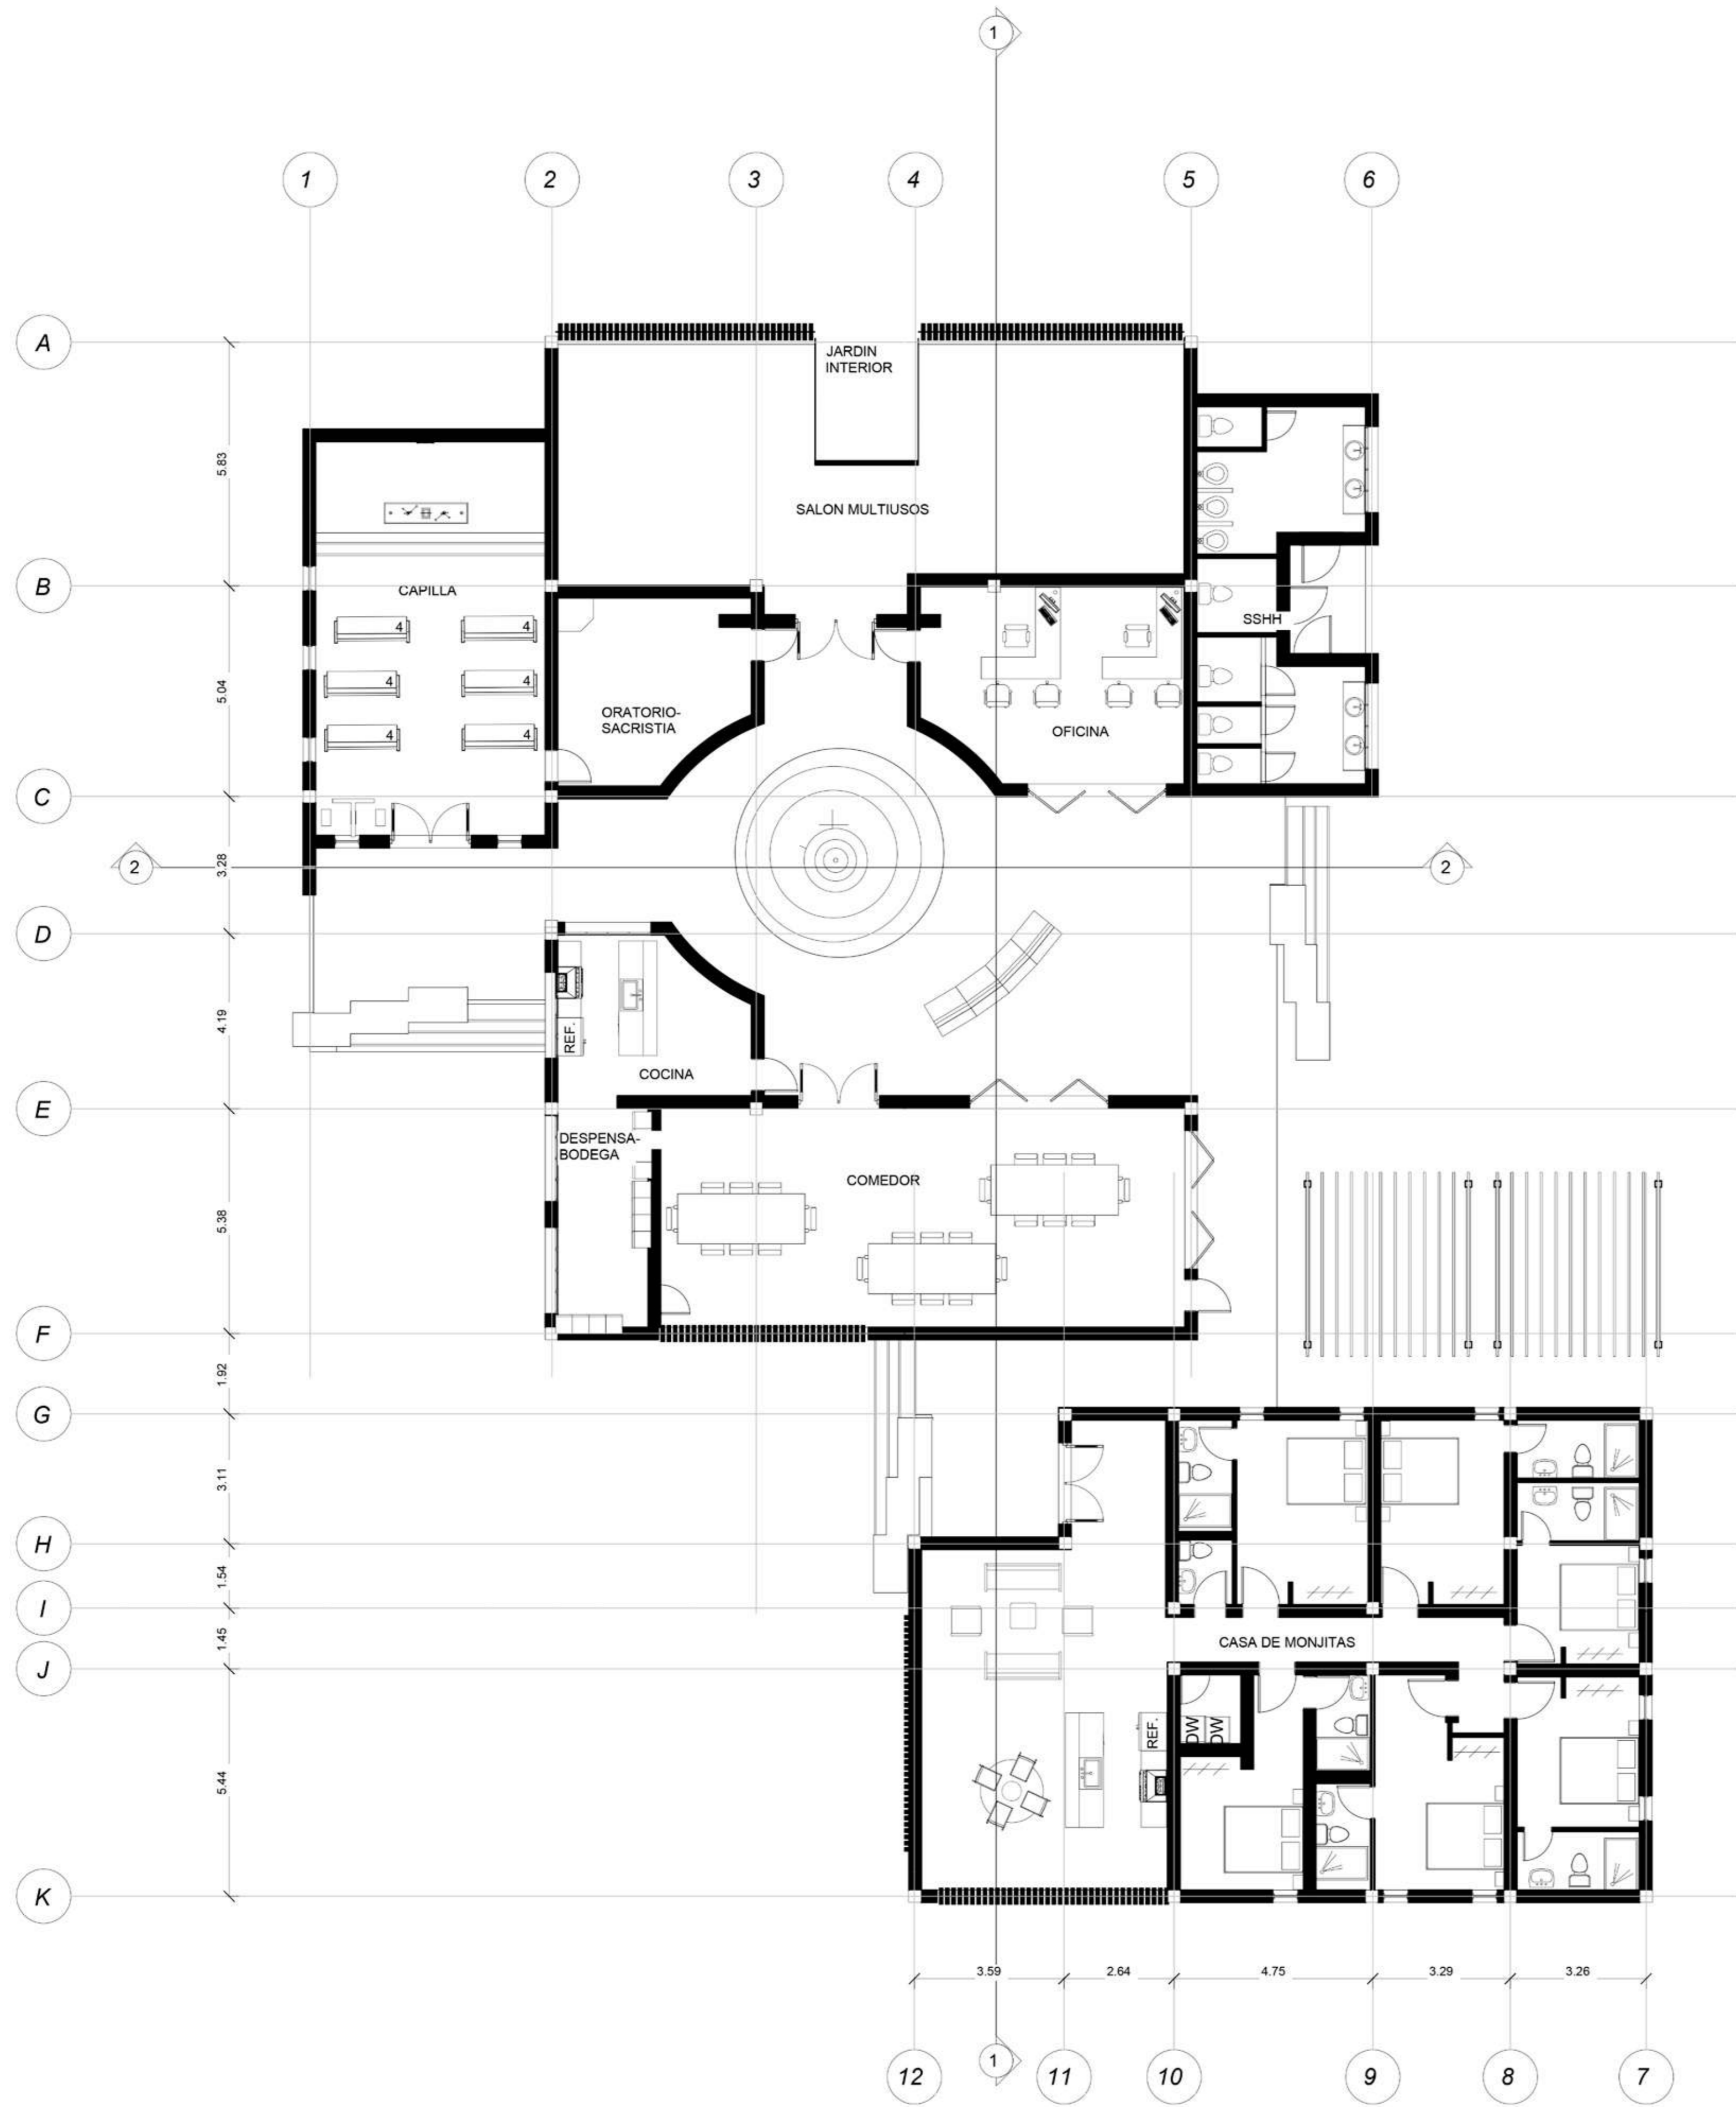 1
1
2
3
4
5
6
A
JARDIN
INTERIOR
5.83
SALON MULTIUSOS
B
CAPILLA
SSHH
4
4
4
4
4
4
5.04
ORATORIO-
SACRISTIA
OFICINA
C
2
3.28
2
D
4.19
REF.
COCINA
E
DESPENSA-
BODEGA
COMEDOR
5.38
F
1.92
G
3.11
H
1.54
I
1.45
CASA DE MONJITAS
J
DW
DW
REF.
5.44
K
3.59
2.64
4.75
3.29
3.26
1
12
11
10
9
8
7